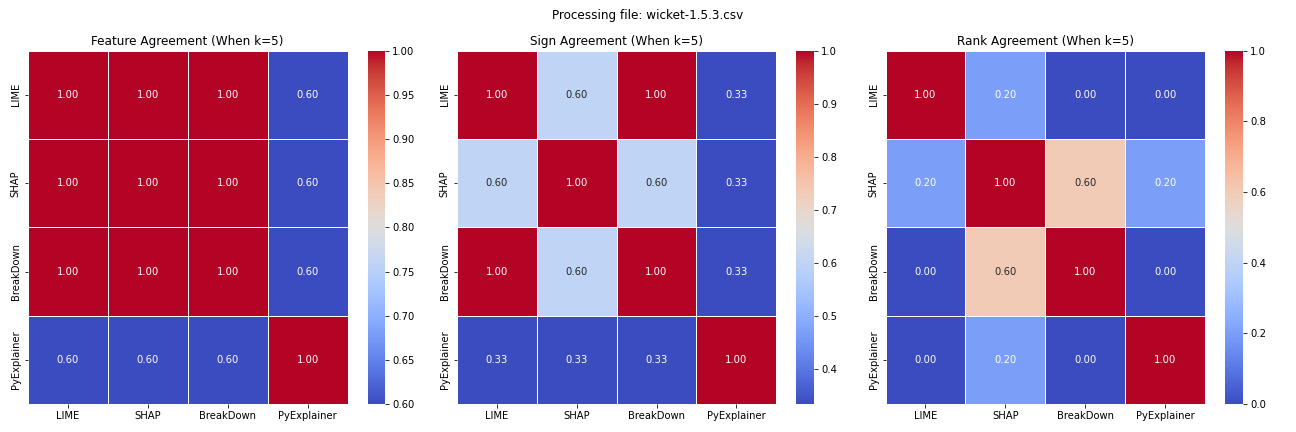 Processing file: wicket-1.5.3.csv
Feature Agreement (When k=5)
LIME
SHAP
BreakDown
PyExplainer
1.00 1.00 1.00 0.60
1.00 1.00 1.00 0.60
1.00 1.00 1.00 0.60
0.60 0.60 0.60 1.00
LIME SHAP BreakDown PyExplainer
1.00
0.95
0.90
0.85
0.80
0.75
0.70
0.65
0.60
Sign Agreement (When k=5)
LIME
SHAP
BreakDown
PyExplainer
1.00 0.60 1.00 0.33
0.60 1.00 0.60 0.33
1.00 0.60 1.00 0.33
0.33 0.33 0.33 1.00
LIME SHAP BreakDown PyExplainer
1.0
0.9
0.8
0.7
0.6
0.5
0.4
Rank Agreement (When k=5)
LIME
SHAP
BreakDown
PyExplainer
1.00 0.20 0.00 0.00
0.20 1.00 0.60 0.20
0.00 0.60 1.00 0.00
0.00 0.20 0.00 1.00
LIME SHAP BreakDown PyExplainer
1.0
0.8
0.6
0.4
0.2
0.0